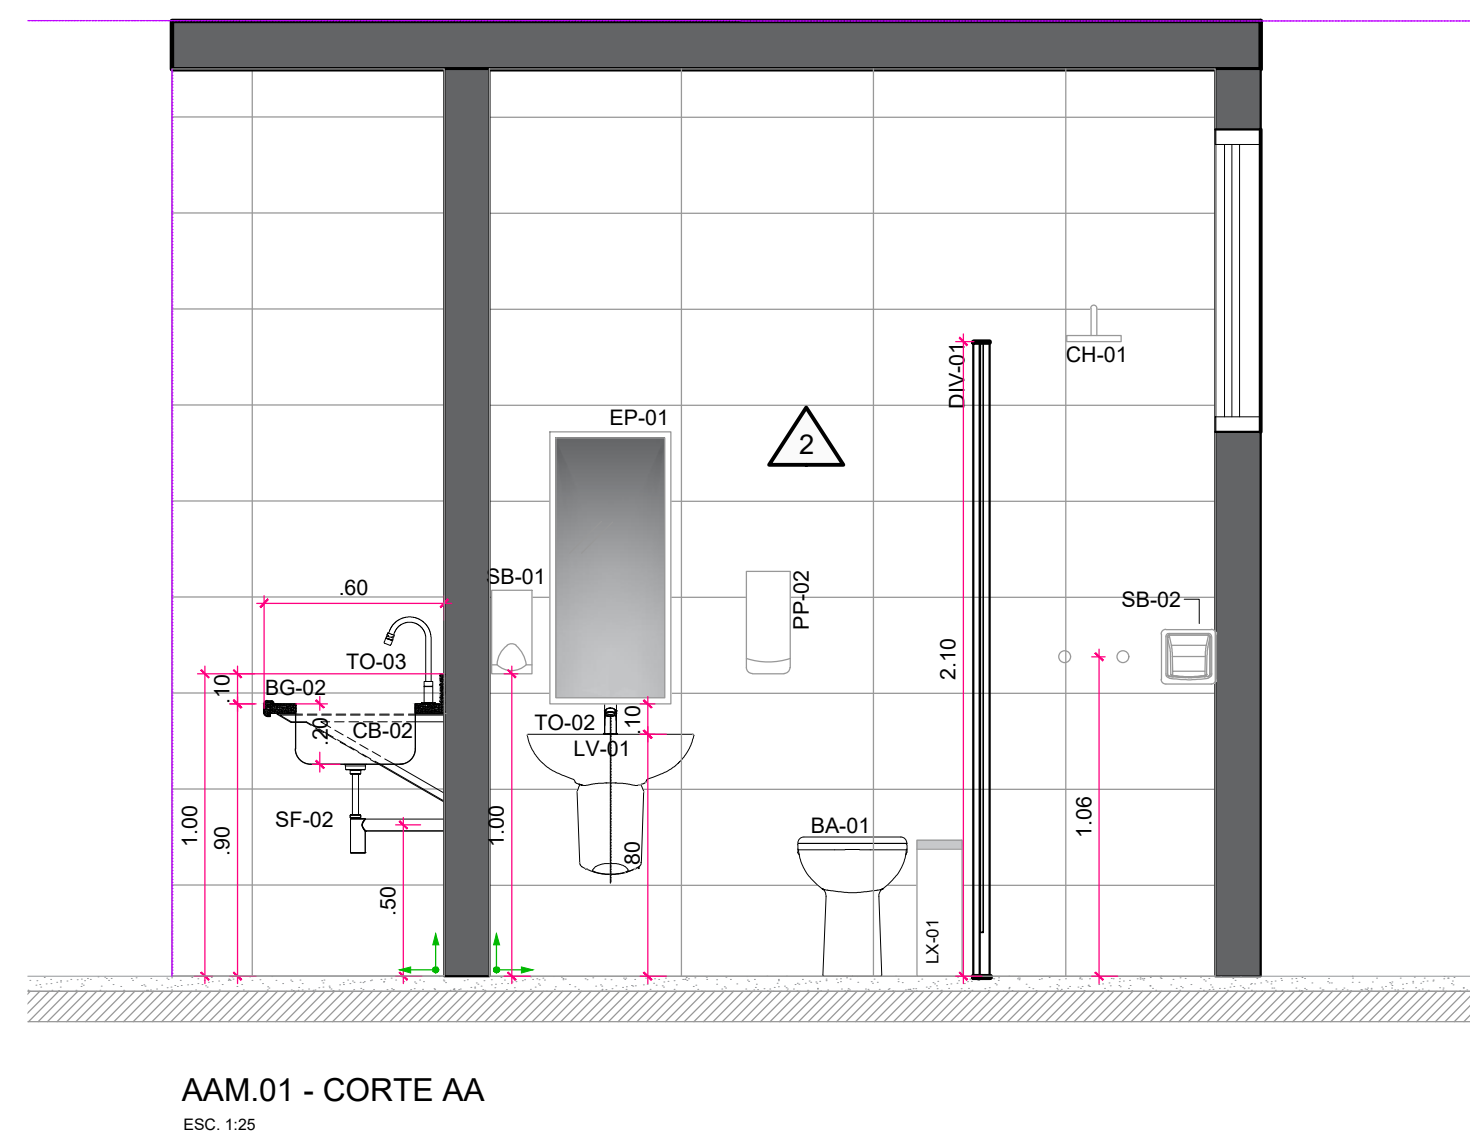 DIV-01
CH-01
EP-01
2
SB-01
.60
PP-02
SB-02
TO-03
2.10
BG-02
.10
TO-02
.10
CB-02
.20
LV-01
SF-02
1.00
.90
1.00
.80
BA-01
1.06
.50
LX-01
AAM.01 - CORTE AA
ESC. 1:25